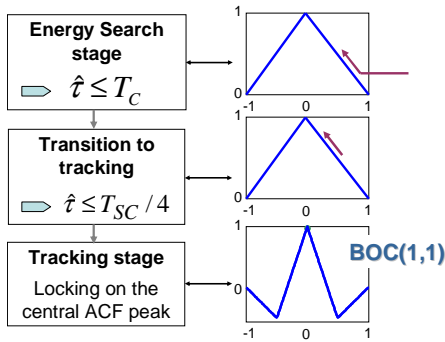 Energy Search
stage
τ̂ ≤ T_C
Transition to
tracking
τ̂ ≤ T_SC / 4
Tracking stage
Locking on the
central ACF peak
1
0
-1 0 1
1
0
-1 0 1
1
0
-1 0 1
BOC(1,1)